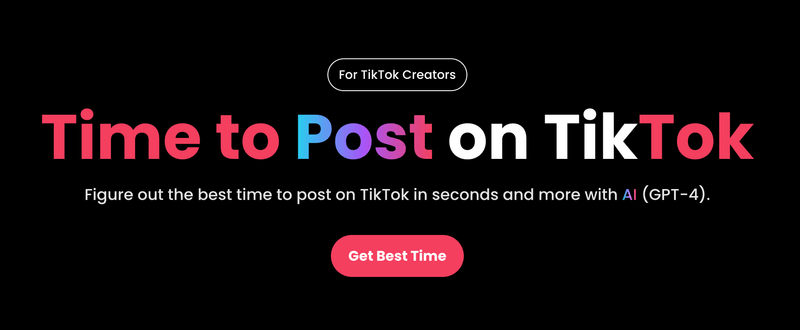 For TikTok Creators
Time to Post on TikTok
Figure out the best time to post on TikTok in seconds and more with AI (GPT-4).
Get Best Time